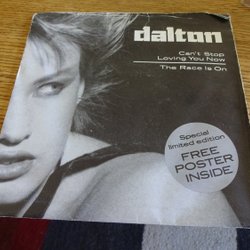 dalton
Can't Stop
Loving You Now
The Race Is On
Special
limited edition
FREE
POSTER
INSIDE